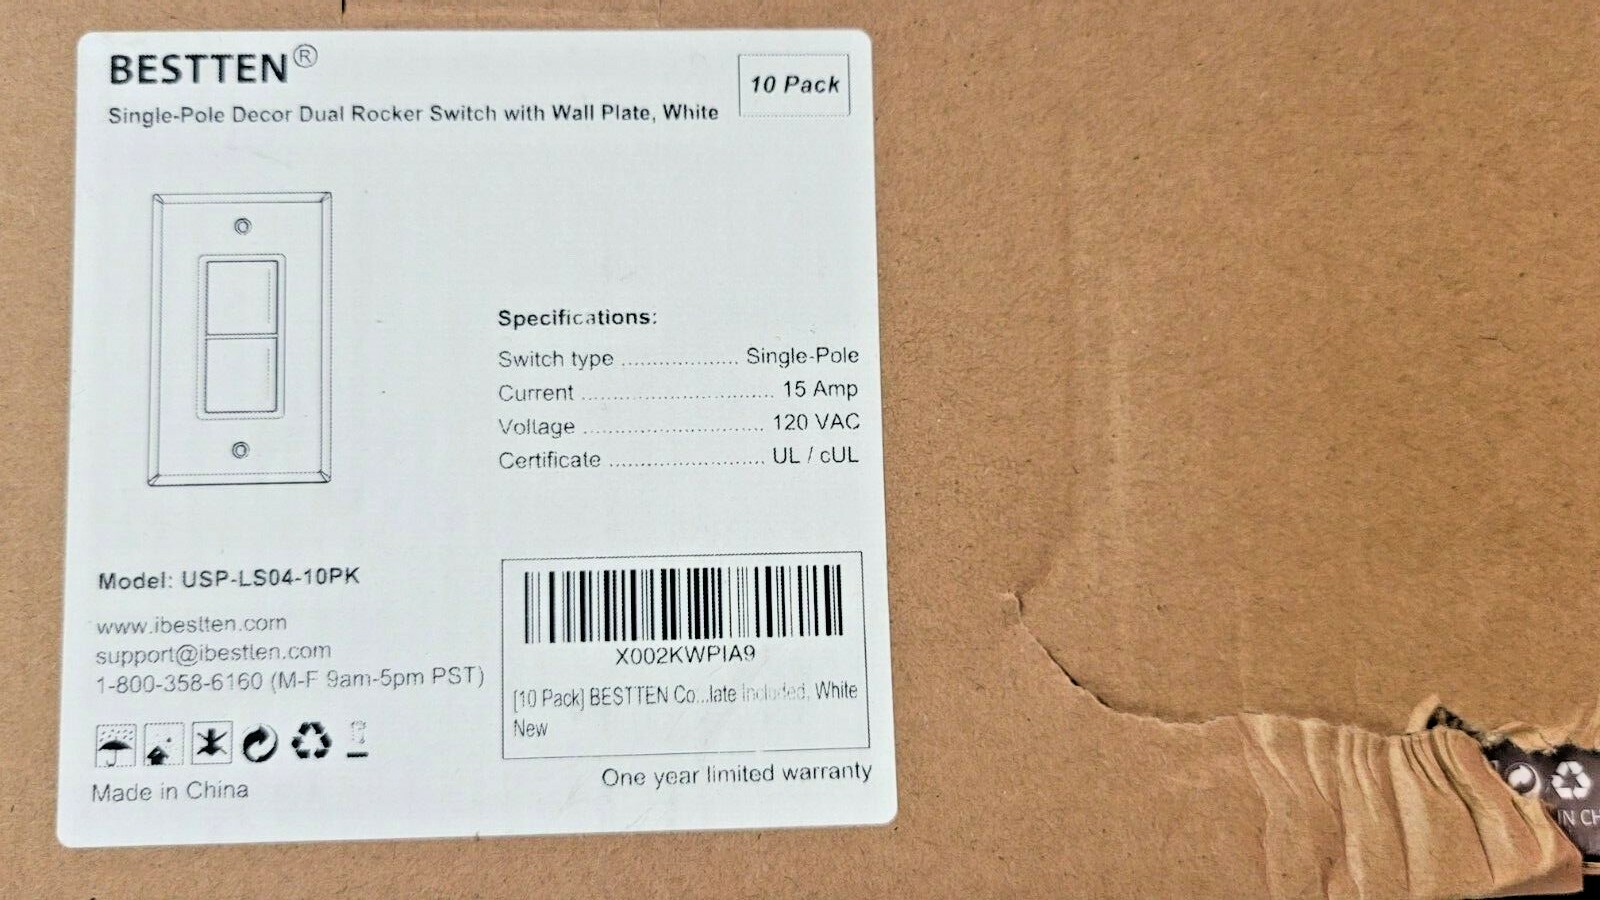 BESTTEN®
10 Pack
Single-Pole Decor Dual Rocker Switch with Wall Plate, White
Specifications:
Switch type .................. Single-Pole
Current .............................. 15 Amp
Voltage ............................ 120 VAC
Certificate ........................ UL / cUL
Model: USP-LS04-10PK
www.ibestten.com
support@ibestten.com
1-800-358-6160 (M-F 9am-5pm PST)
Made in China
X002KWPIA9
[10 Pack] BESTTEN Co...late Included, White
New
One year limited warranty
IN CH